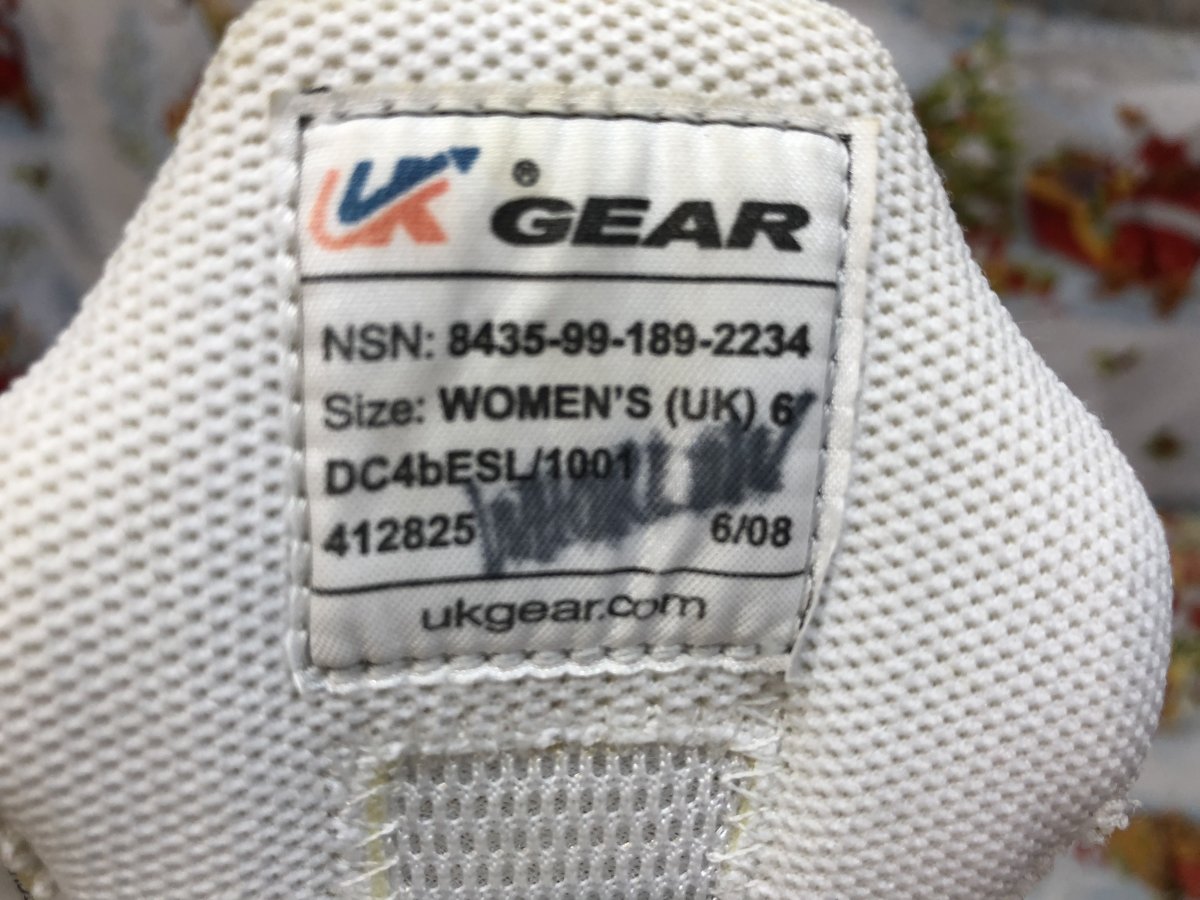 UK ® GEAR
NSN: 8435-99-189-2234
Size: WOMEN'S (UK) 6
DC4bESL/1001
412825 6/08
ukgear.com